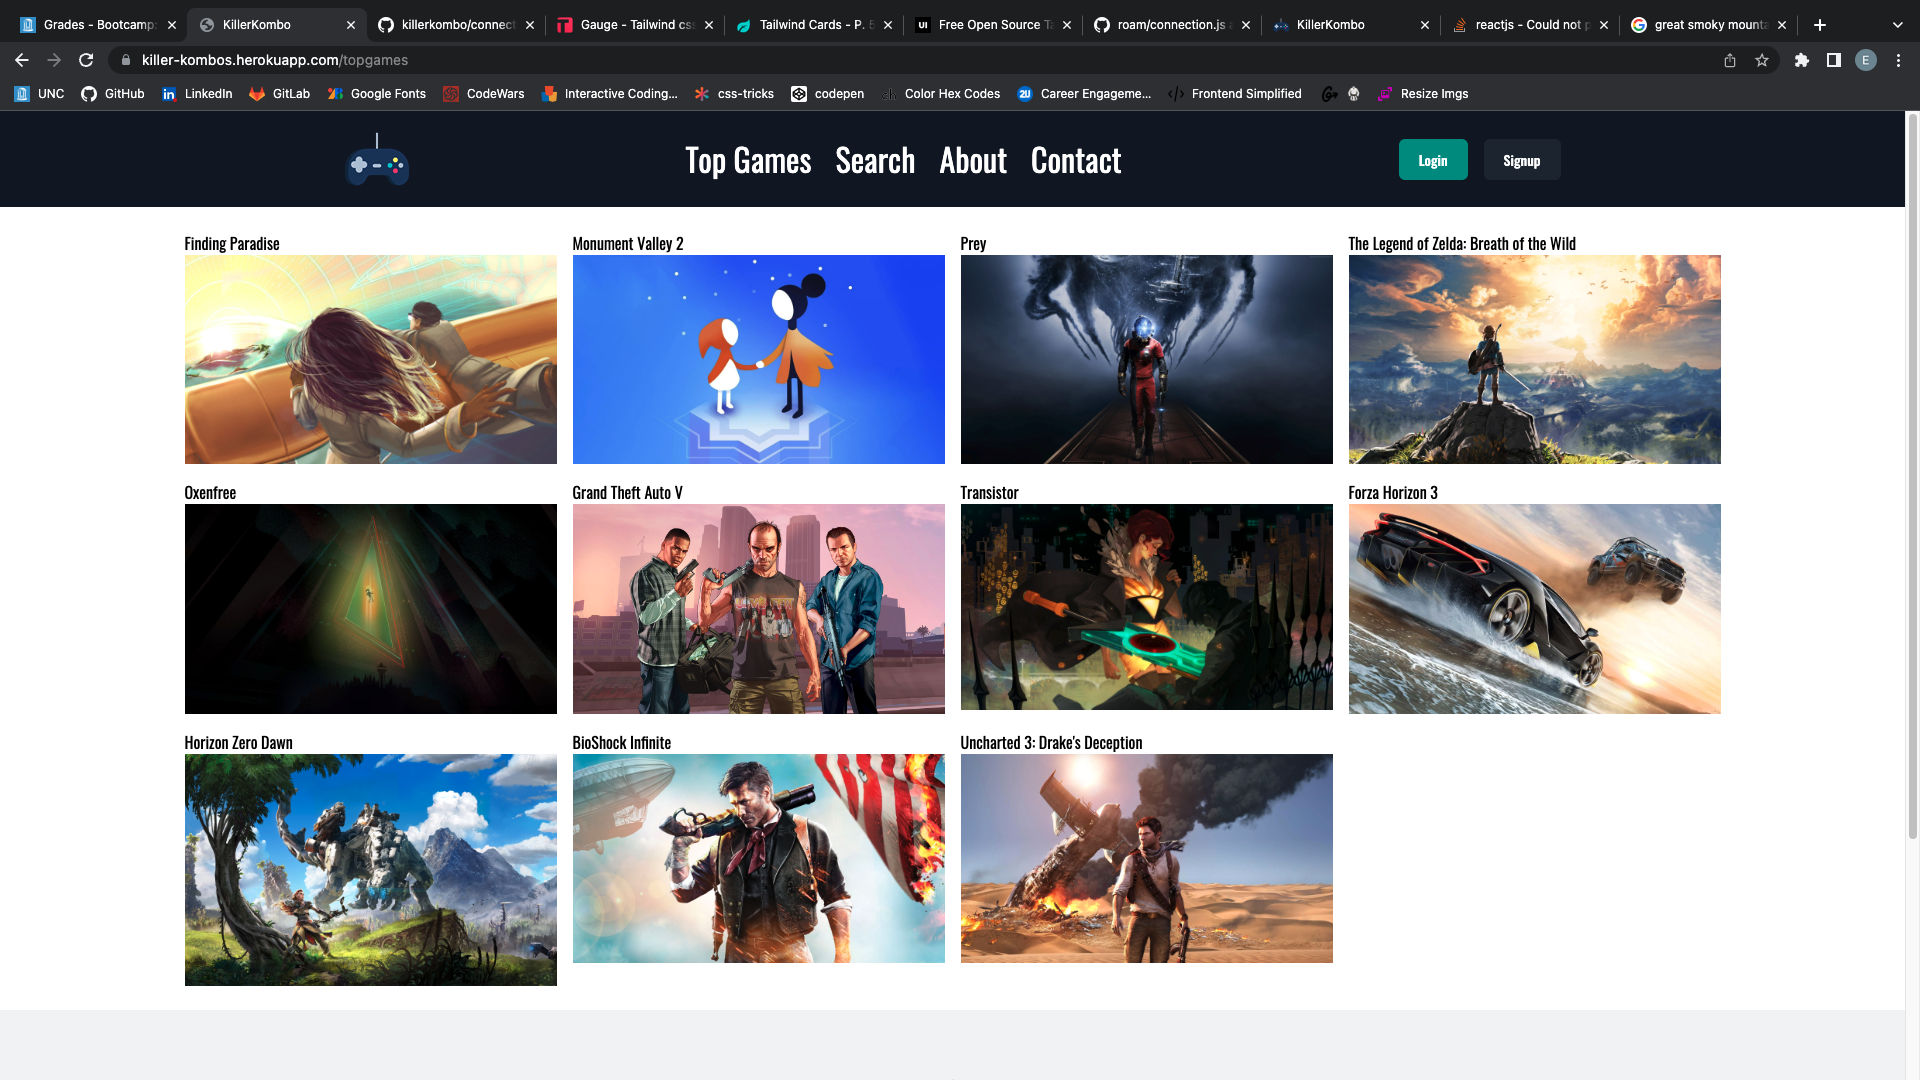 Grades - Bootcamp:
KillerKombo
killerkombo/connect
Gauge - Tailwind css
Tailwind Cards - P. 5
UI
Free Open Source Ta
roam/connection.js a
KillerKombo
reactjs - Could not p
great smoky mounta
killer-kombos.herokuapp.com/topgames
E
UNC
GitHub
LinkedIn
GitLab
Google Fonts
CodeWars
Interactive Coding...
css-tricks
codepen
Color Hex Codes
2U
Career Engageme...
Frontend Simplified
Resize Imgs
Top Games
Search
About
Contact
Login
Signup
Finding Paradise
Monument Valley 2
Prey
The Legend of Zelda: Breath of the Wild
Oxenfree
Grand Theft Auto V
Transistor
Forza Horizon 3
Horizon Zero Dawn
BioShock Infinite
Uncharted 3: Drake's Deception